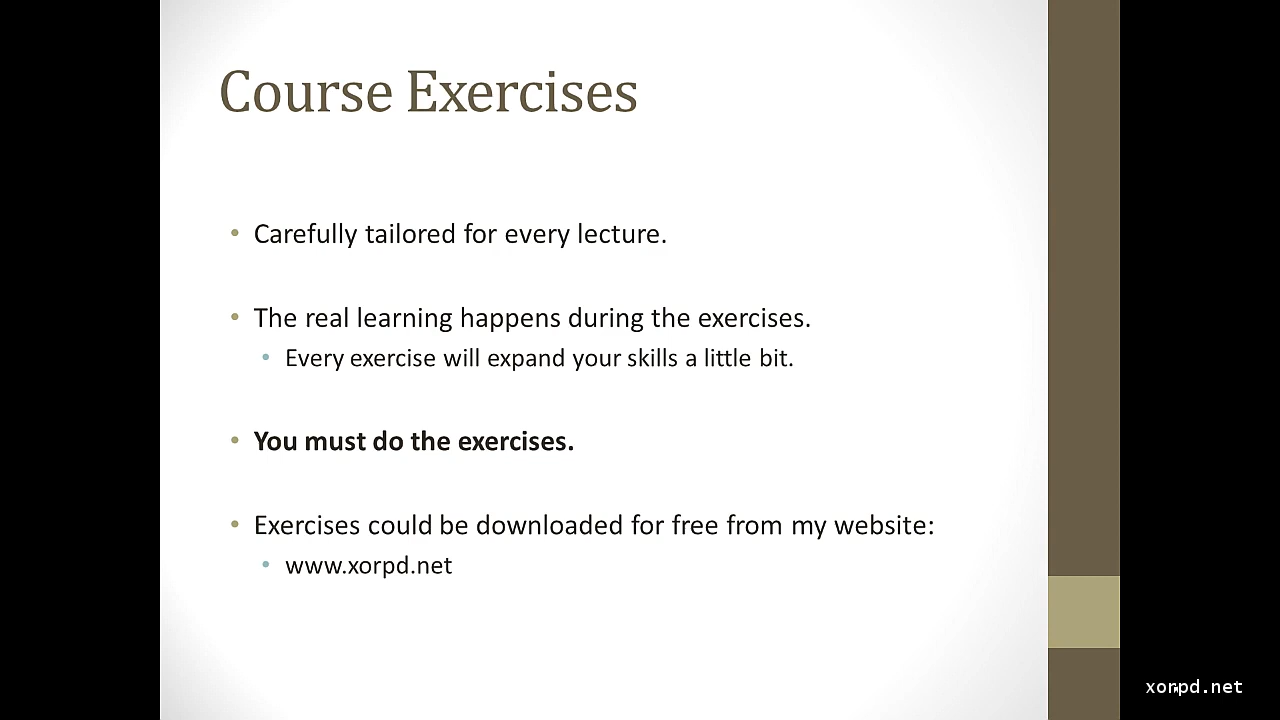 Course Exercises
• Carefully tailored for every lecture.
• The real learning happens during the exercises.
• Every exercise will expand your skills a little bit.
• You must do the exercises.
• Exercises could be downloaded for free from my website:
• www.xorpd.net
xorpd.net